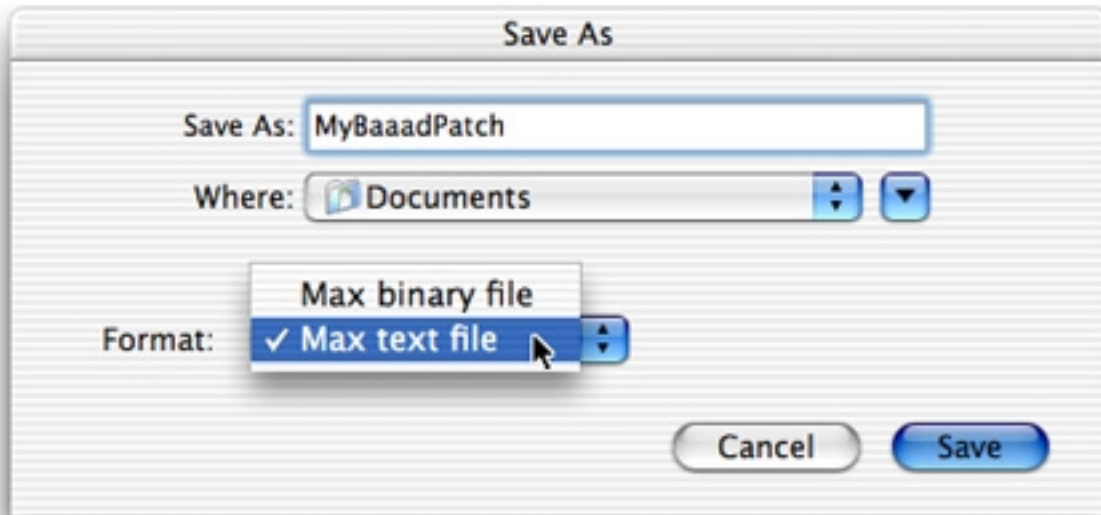 Save As
Save As: MyBaaadPatch
Where: Documents
Max binary file
Format: ✓ Max text file
Cancel Save